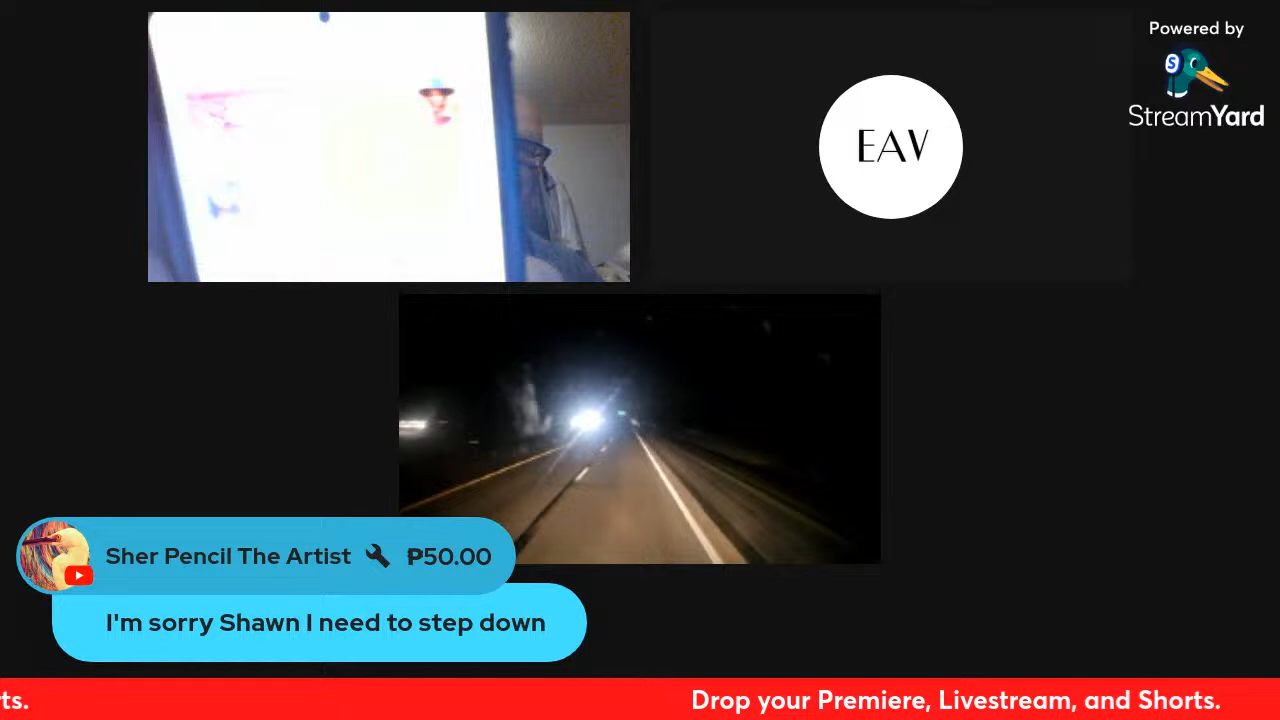 Powered by
S
StreamYard
EAV
Sher Pencil The Artist ₱50.00
I'm sorry Shawn I need to step down
ts.
Drop your Premiere, Livestream, and Shorts.